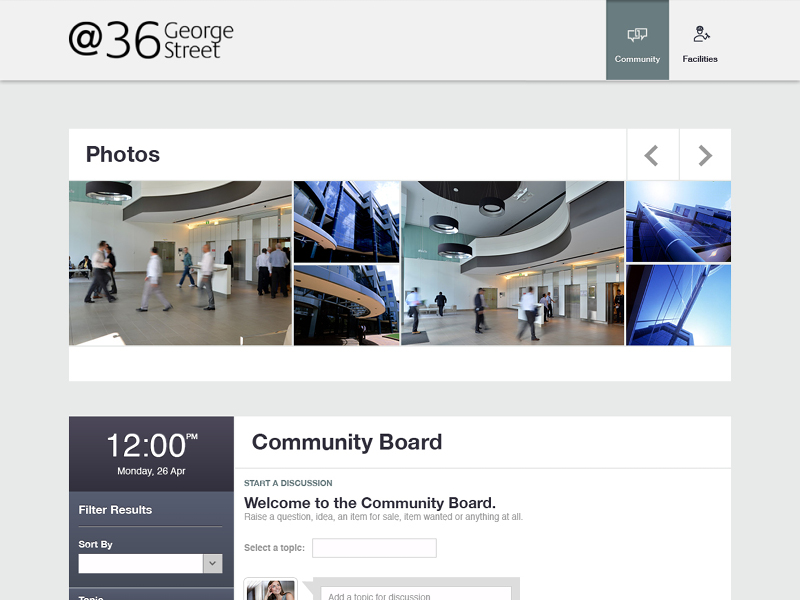 @36 George Street
Community
Facilities
Photos
12:00 PM
Monday, 26 Apr
Filter Results
Sort By
Topic
Community Board
START A DISCUSSION
Welcome to the Community Board.
Raise a question, idea, an item for sale, item wanted or anything at all.
Select a topic:
Add a topic for discussion